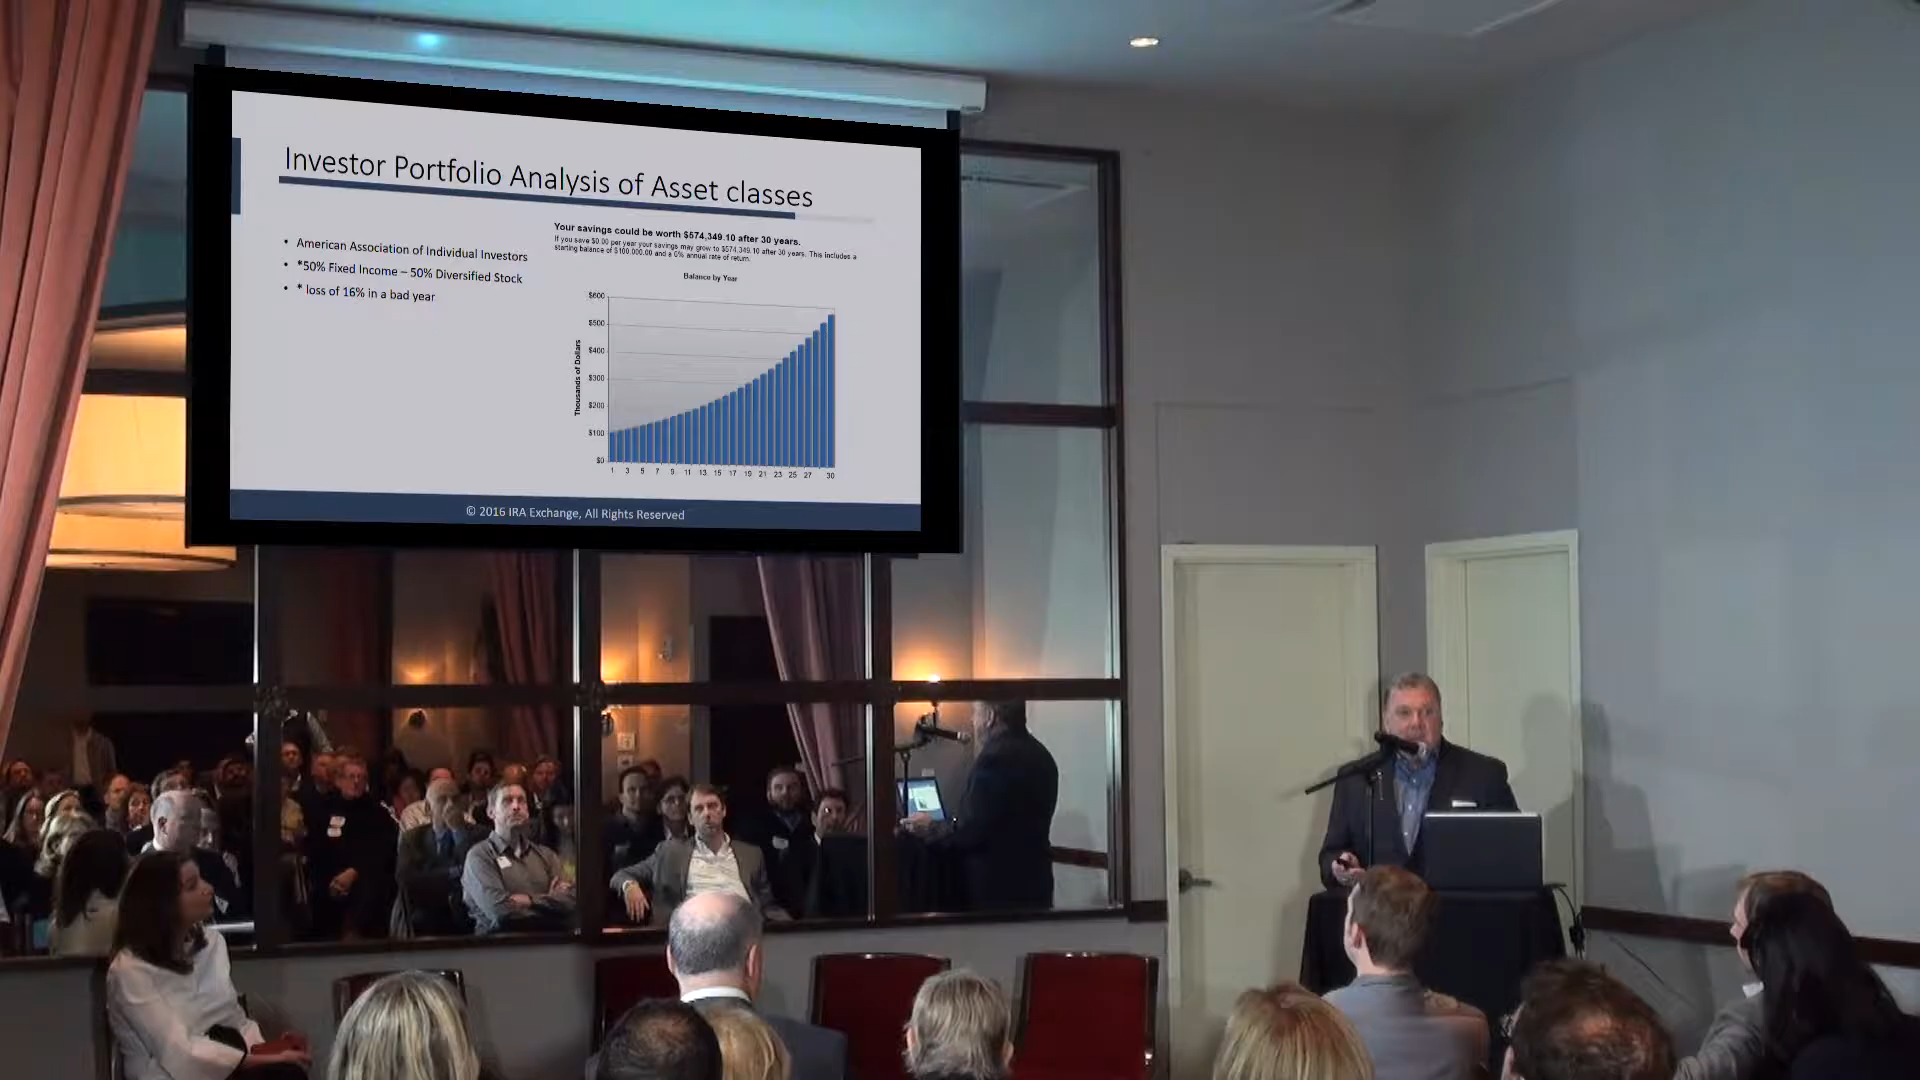 Investor Portfolio Analysis of Asset classes
• American Association of Individual Investors
• *50% Fixed Income – 50% Diversified Stock
• * loss of 16% in a bad year
Your savings could be worth $574,349.10 after 30 years.
If you save $0.00 per year your savings may grow to $574,349.10 after 30 years. This includes a
starting balance of $100,000.00 and a 6% annual rate of return.
Balance by Year
Thousands of Dollars
$600
$500
$400
$300
$200
$100
$0
1 3 5 7 9 11 13 15 17 19 21 23 25 27 30
© 2016 IRA Exchange, All Rights Reserved